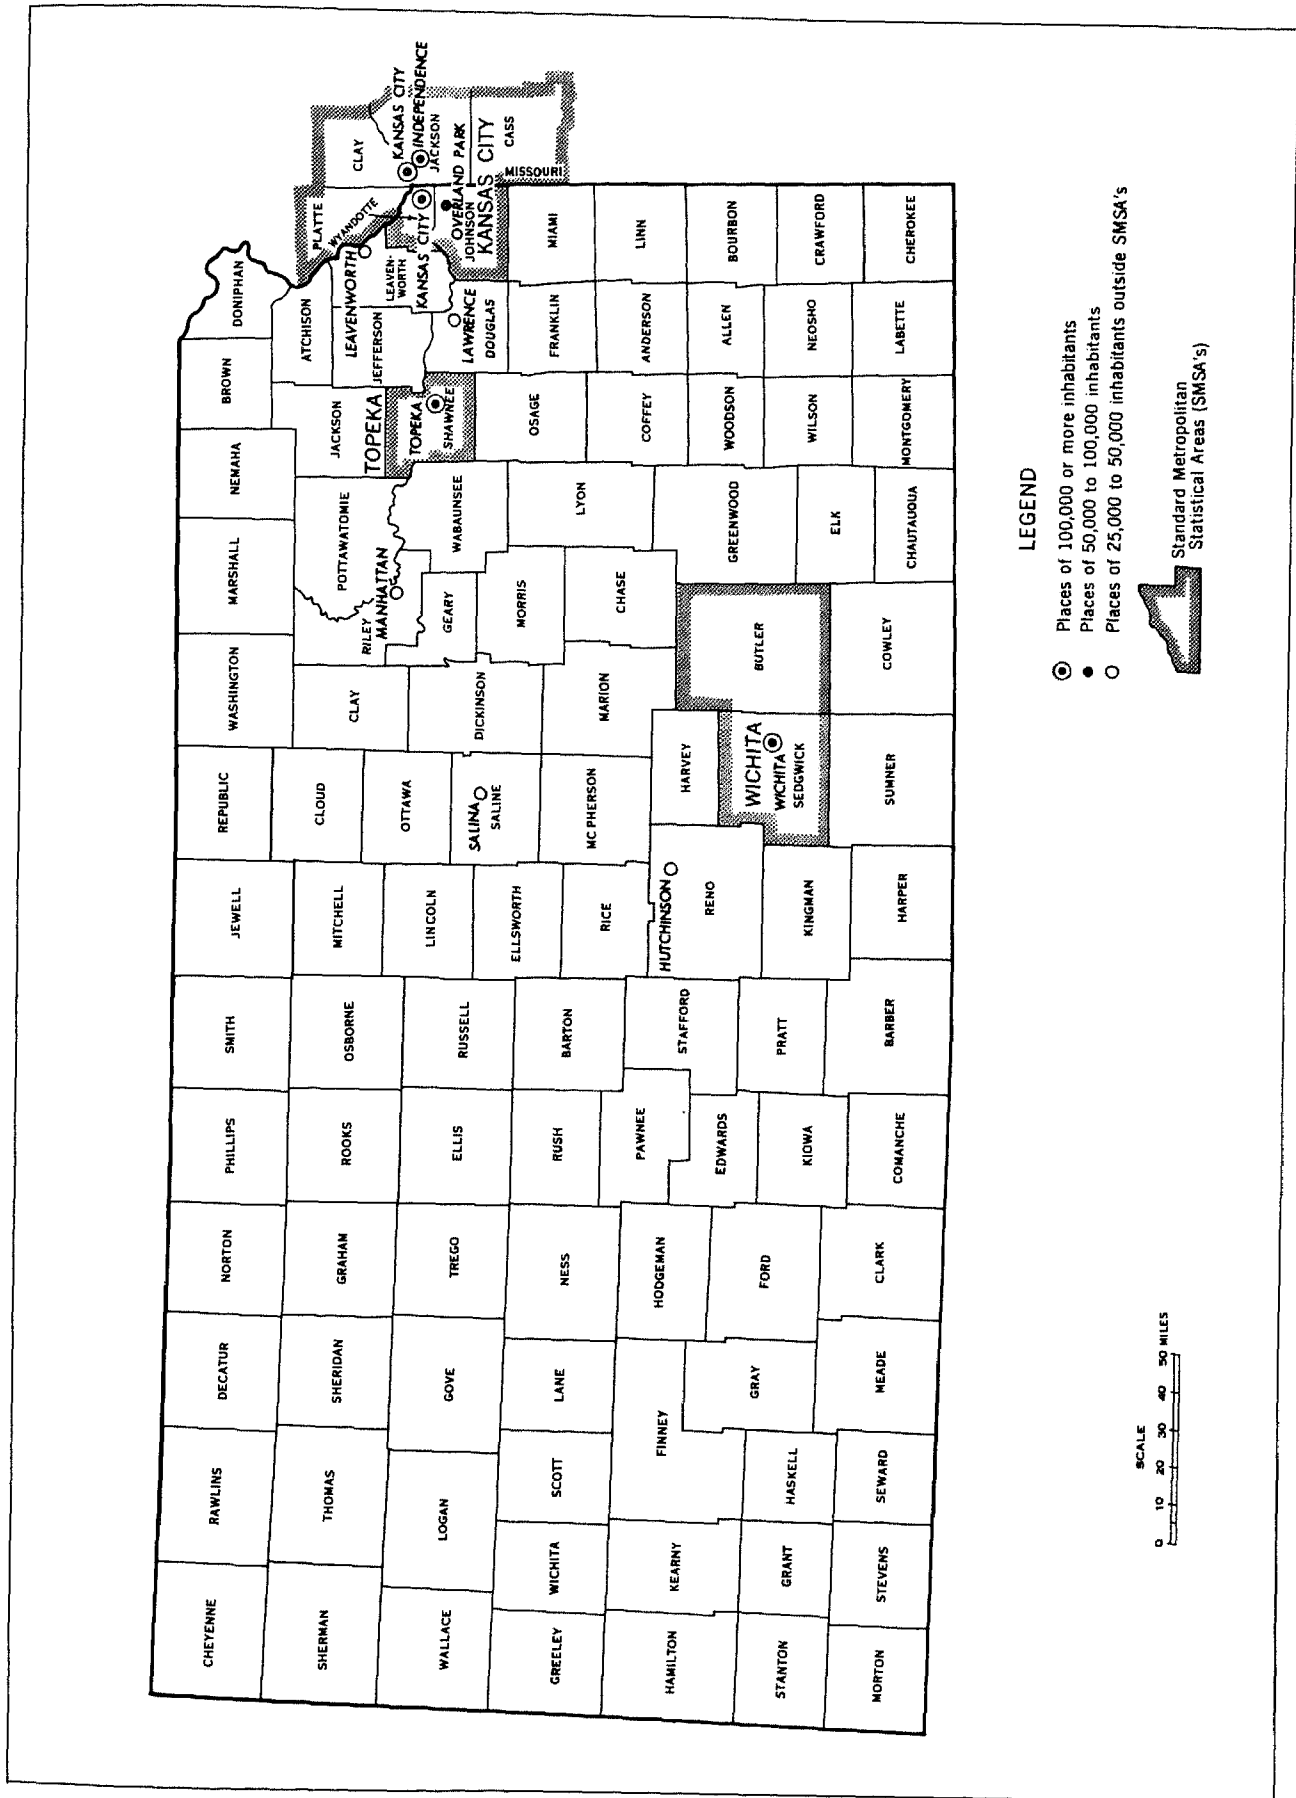 CHEYENNE
RAWLINS
DECATUR
NORTON
PHILLIPS
SMITH
JEWELL
REPUBLIC
WASHINGTON
MARSHALL
NEMAHA
BROWN
DONIPHAN
SHERMAN
THOMAS
SHERIDAN
GRAHAM
ROOKS
OSBORNE
MITCHELL
CLOUD
CLAY
RILEY
MANHATTAN
POTTAWATOMIE
JACKSON
ATCHISON
PLATTE
CLAY
WYANDOTTE
LEAVENWORTH
LEAVEN-
WORTH
JEFFERSON
KANSAS CITY
KANSAS CITY
INDEPENDENCE
JACKSON
TOPEKA
TOPEKA
SHAWNEE
WALLACE
LOGAN
GOVE
TREGO
ELLIS
RUSSELL
LINCOLN
OTTAWA
DICKINSON
GEARY
WABAUNSEE
LAWRENCE
DOUGLAS
JOHNSON
OVERLAND PARK
KANSAS CITY
CASS
MISSOURI
SALINA
SALINE
ELLSWORTH
GREELEY
WICHITA
SCOTT
LANE
NESS
RUSH
BARTON
RICE
MC PHERSON
MARION
MORRIS
CHASE
LYON
OSAGE
FRANKLIN
MIAMI
HAMILTON
KEARNY
FINNEY
HODGEMAN
PAWNEE
STAFFORD
HUTCHINSON
RENO
HARVEY
COFFEY
ANDERSON
LINN
GRAY
FORD
EDWARDS
PRATT
KINGMAN
WICHITA
WICHITA
SEDGWICK
BUTLER
GREENWOOD
WOODSON
ALLEN
BOURBON
STANTON
GRANT
HASKELL
KIOWA
ELK
WILSON
NEOSHO
CRAWFORD
MORTON
STEVENS
SEWARD
MEADE
CLARK
COMANCHE
BARBER
HARPER
SUMNER
COWLEY
CHAUTAUQUA
MONTGOMERY
LABETTE
CHEROKEE
LEGEND
Places of 100,000 or more inhabitants
Places of 50,000 to 100,000 inhabitants
Places of 25,000 to 50,000 inhabitants outside SMSA's
Standard Metropolitan
Statistical Areas (SMSA's)
SCALE
0 10 20 30 40 50 MILES